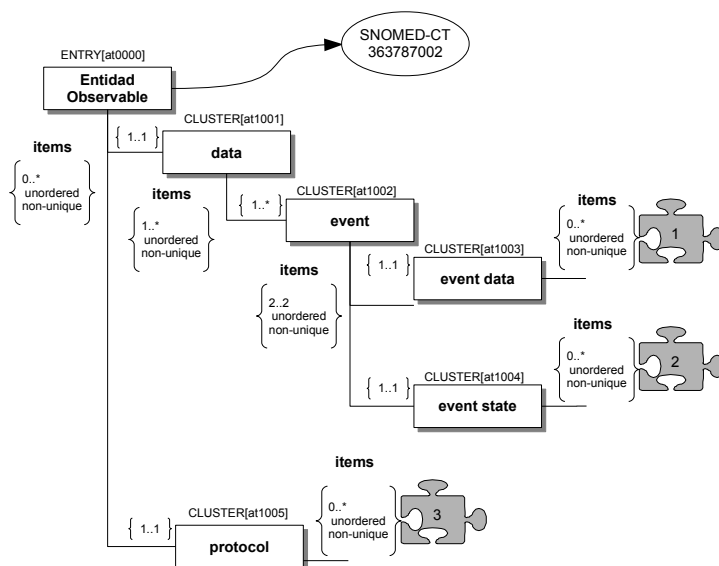 SNOMED-CT
363787002
ENTRY[at0000]
Entidad
Observable
CLUSTER[at1001]
items
{ 1..1 }
data
0..*
unordered
non-unique
CLUSTER[at1002]
items
{ 1..* }
event
1..*
unordered
non-unique
items
CLUSTER[at1003]
0..*
unordered
non-unique
1
items
{ 1..1 }
event data
2..2
unordered
non-unique
items
CLUSTER[at1004]
0..*
unordered
non-unique
2
{ 1..1 }
event state
items
CLUSTER[at1005]
0..*
unordered
non-unique
3
{ 1..1 }
protocol